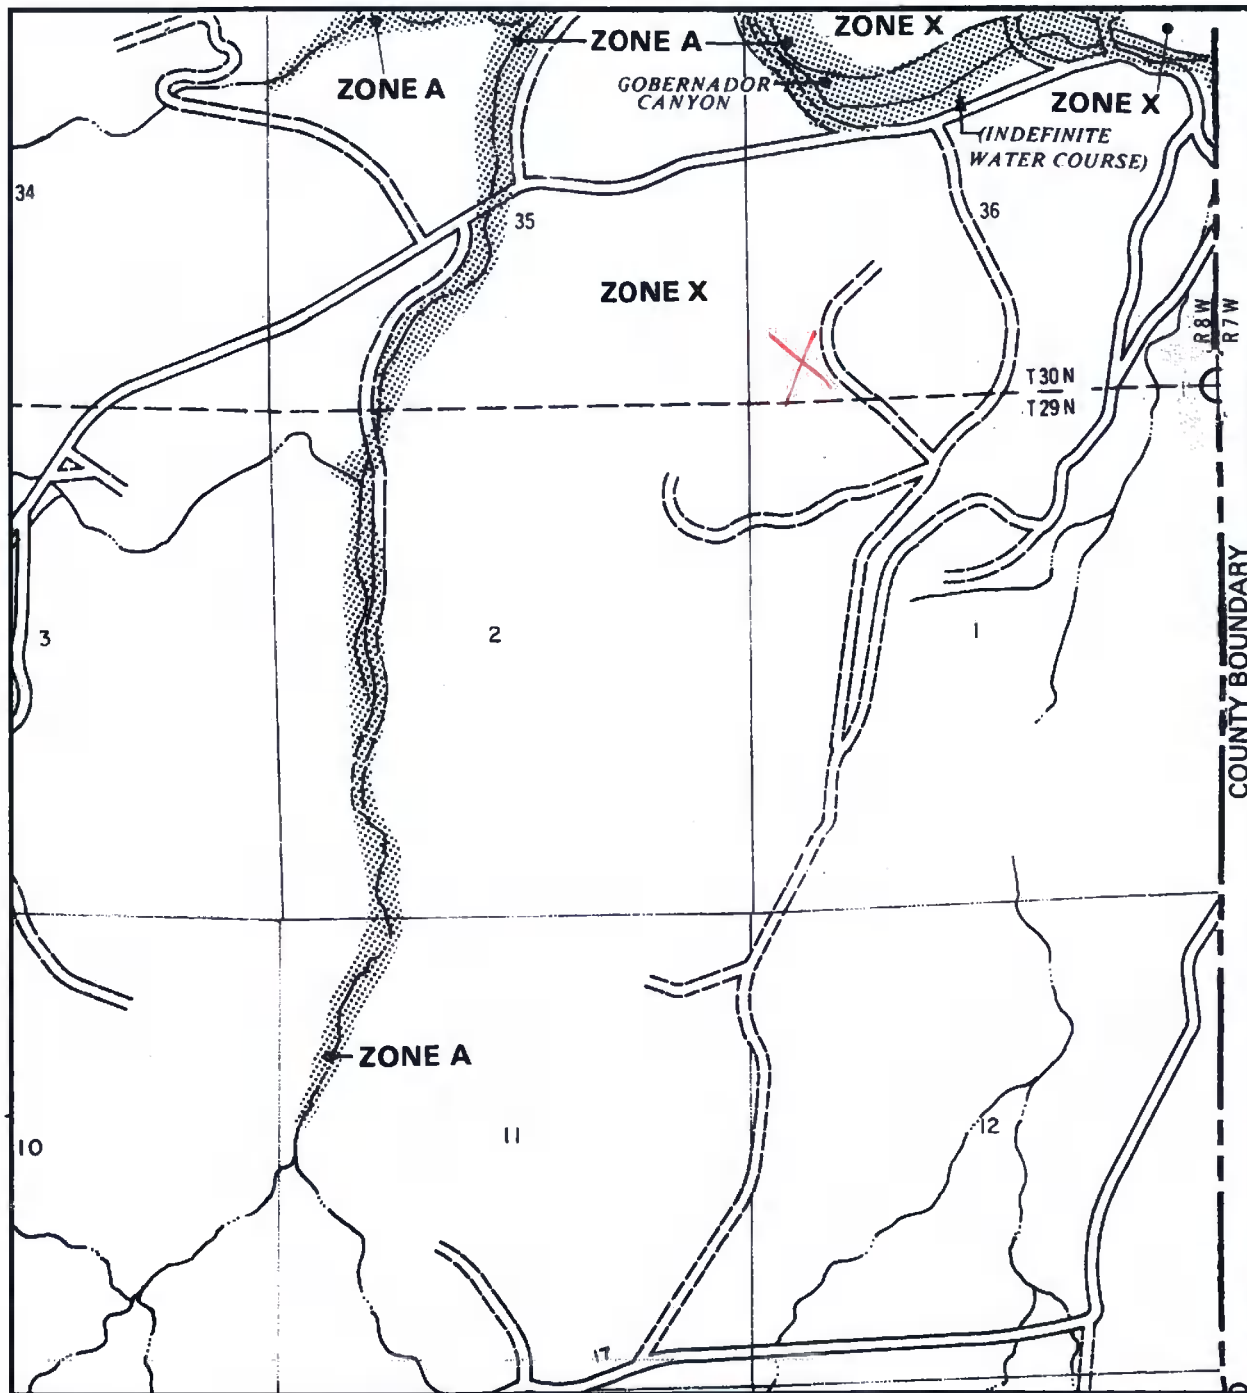 ZONE X
ZONE A
ZONE A
GOBERNADOR
CANYON
ZONE X
(INDEFINITE
WATER COURSE)
34
35
36
ZONE X
R8W
R7W
T30N
T29N
3
2
1
COUNTY BOUNDARY
ZONE A
10
11
12
17